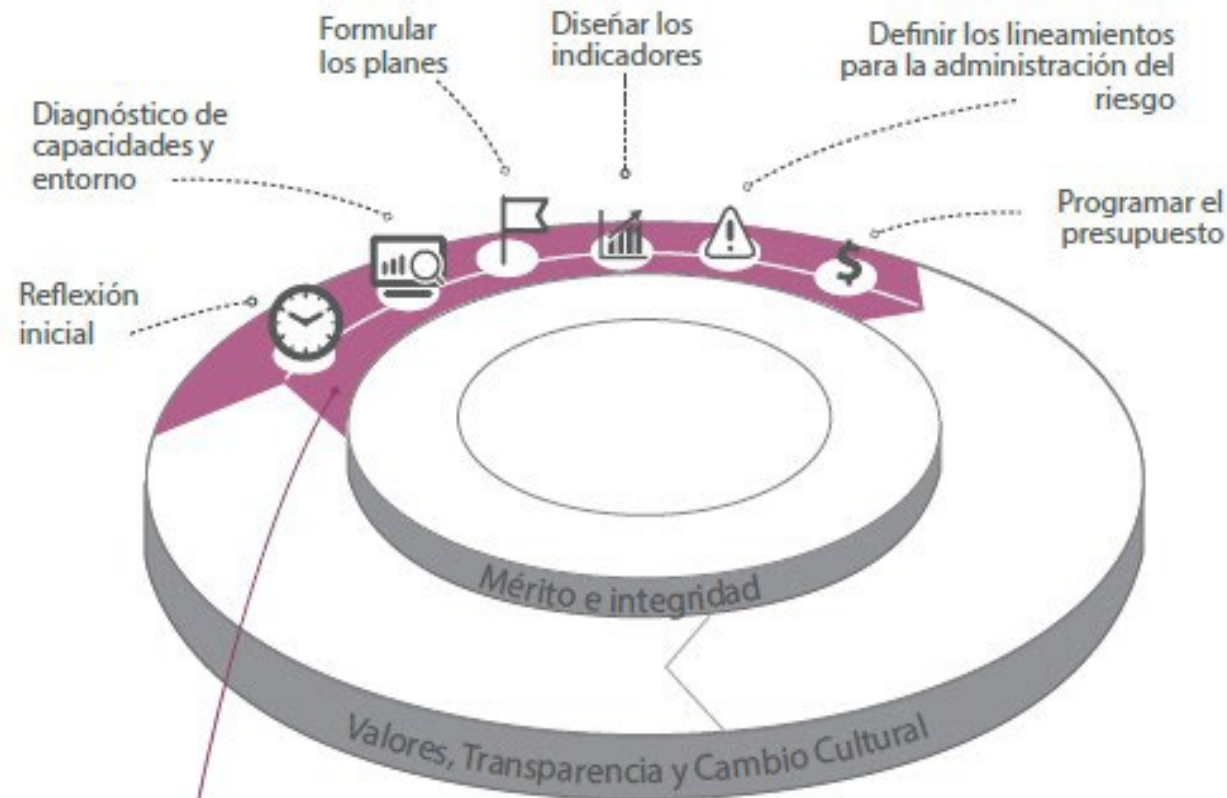 Formular
los planes
Diseñar los
indicadores
Definir los lineamientos
para la administración del
riesgo
Diagnóstico de
capacidades y
entorno
Programar el
presupuesto
Reflexión
inicial
$
Mérito e integridad
Valores, Transparencia y Cambio Cultural